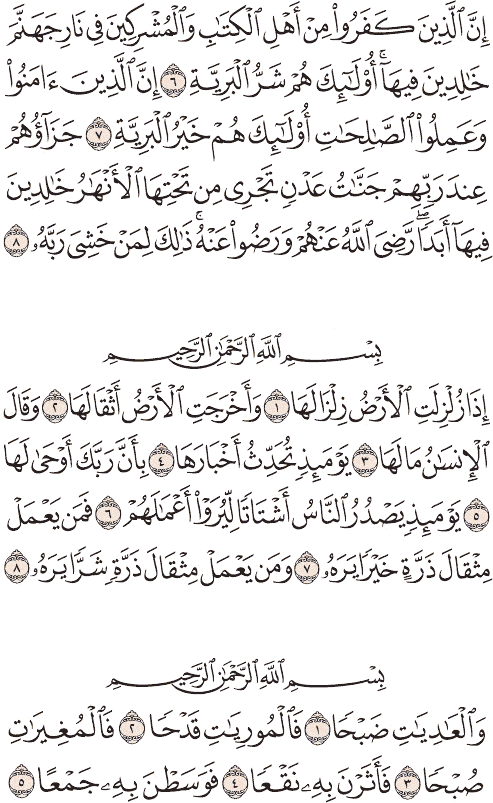 إِنَّ ٱلَّذِينَ كَفَرُوا۟ مِنْ أَهْلِ ٱلْكِتَٰبِ وَٱلْمُشْرِكِينَ فِى نَارِ جَهَنَّمَ
خَٰلِدِينَ فِيهَآ ۚ أُو۟لَٰٓئِكَ هُمْ شَرُّ ٱلْبَرِيَّةِ ٦ إِنَّ ٱلَّذِينَ ءَامَنُوا۟
وَعَمِلُوا۟ ٱلصَّٰلِحَٰتِ أُو۟لَٰٓئِكَ هُمْ خَيْرُ ٱلْبَرِيَّةِ ٧ جَزَآؤُهُمْ
عِندَ رَبِّهِمْ جَنَّٰتُ عَدْنٍ تَجْرِى مِن تَحْتِهَا ٱلْأَنْهَٰرُ خَٰلِدِينَ
فِيهَآ أَبَدًا ۖ رَّضِىَ ٱللَّهُ عَنْهُمْ وَرَضُوا۟ عَنْهُ ۚ ذَٰلِكَ لِمَنْ خَشِىَ رَبَّهُۥ ٨
بِسْمِ ٱللَّهِ ٱلرَّحْمَٰنِ ٱلرَّحِيمِ
إِذَا زُلْزِلَتِ ٱلْأَرْضُ زِلْزَالَهَا ١ وَأَخْرَجَتِ ٱلْأَرْضُ أَثْقَالَهَا ٢ وَقَالَ
ٱلْإِنسَٰنُ مَا لَهَا ٣ يَوْمَئِذٍ تُحَدِّثُ أَخْبَارَهَا ٤ بِأَنَّ رَبَّكَ أَوْحَىٰ لَهَا
٥ يَوْمَئِذٍ يَصْدُرُ ٱلنَّاسُ أَشْتَاتًا لِّيُرَوْا۟ أَعْمَٰلَهُمْ ٦ فَمَن يَعْمَلْ
مِثْقَالَ ذَرَّةٍ خَيْرًا يَرَهُۥ ٧ وَمَن يَعْمَلْ مِثْقَالَ ذَرَّةٍ شَرًّا يَرَهُۥ ٨
بِسْمِ ٱللَّهِ ٱلرَّحْمَٰنِ ٱلرَّحِيمِ
وَٱلْعَٰدِيَٰتِ ضَبْحًا ١ فَٱلْمُورِيَٰتِ قَدْحًا ٢ فَٱلْمُغِيرَٰتِ
صُبْحًا ٣ فَأَثَرْنَ بِهِۦ نَقْعًا ٤ فَوَسَطْنَ بِهِۦ جَمْعًا ٥